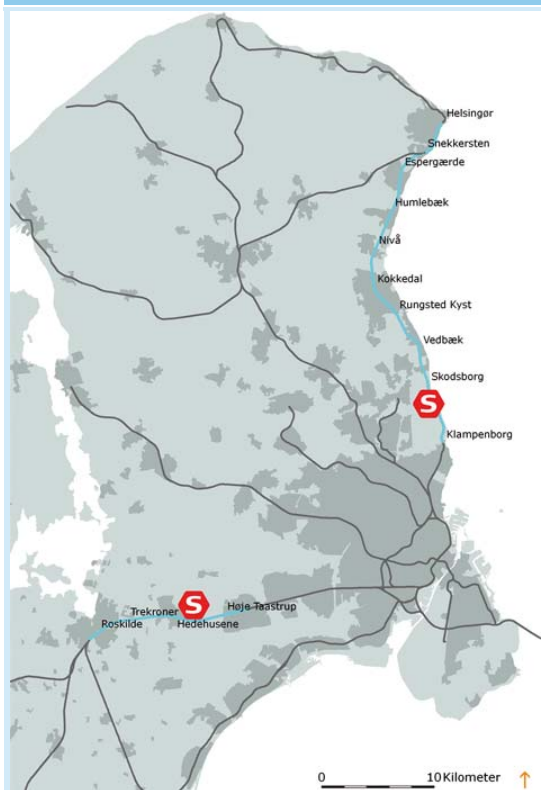 Helsingør
Snekkersten
Espergærde
Humlebæk
Nivå
Kokkedal
Rungsted Kyst
Vedbæk
Skodsborg
S
Klampenborg
S
Høje Taastrup
Trekroner
Roskilde
Hedehusene
0 10 Kilometer